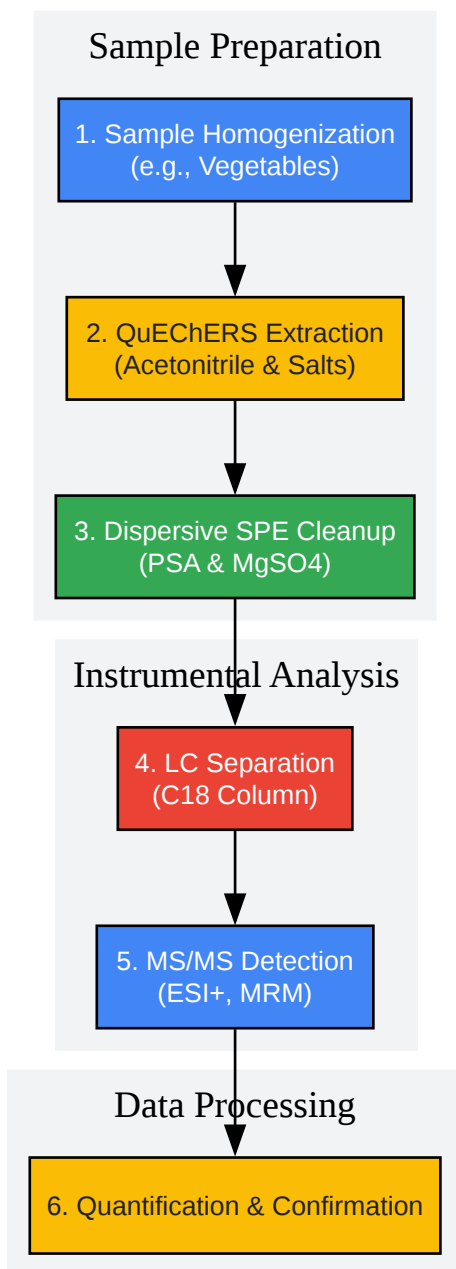 Sample Preparation
1. Sample Homogenization
(e.g., Vegetables)
2. QuEChERS Extraction
(Acetonitrile & Salts)
3. Dispersive SPE Cleanup
(PSA & MgSO4)
Instrumental Analysis
4. LC Separation
(C18 Column)
5. MS/MS Detection
(ESI+, MRM)
Data Processing
6. Quantification & Confirmation